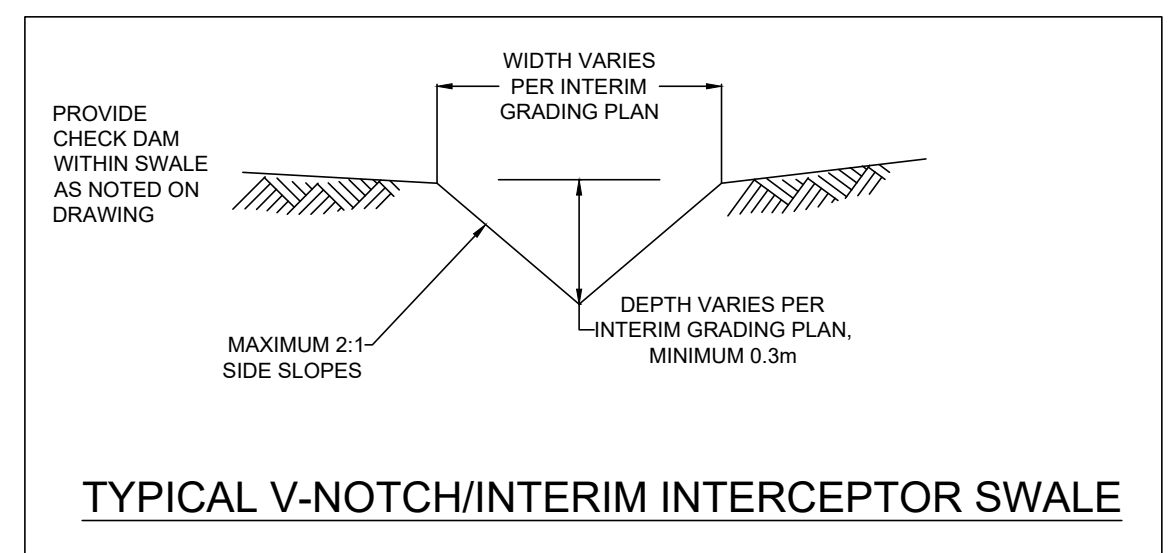 WIDTH VARIES
PER INTERIM
GRADING PLAN
PROVIDE
CHECK DAM
WITHIN SWALE
AS NOTED ON
DRAWING
DEPTH VARIES PER
INTERIM GRADING PLAN,
MINIMUM 0.3m
MAXIMUM 2:1
SIDE SLOPES
TYPICAL V-NOTCH/INTERIM INTERCEPTOR SWALE